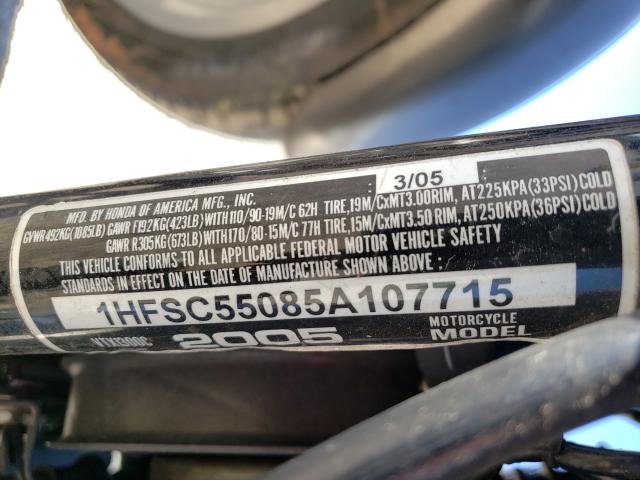 3/05
MFD. BY HONDA OF AMERICA MFG., INC.
GVWR 492KG(1085LB) GAWR F192KG(423LB)WITH 110/90-19M/C 62H TIRE,19M/CxMT3.00RIM, AT225KPA(33PSI)COLD
GAWR R305KG(673LB)WITH170/80-15M/C 77H TIRE,15M/CxMT3.50 RIM, AT250KPA(36PSI)COLD
THIS VEHICLE CONFORMS TO ALL APPLICABLE FEDERAL MOTOR VEHICLE SAFETY
STANDARDS IN EFFECT ON THE DATE OF MANUFACTURE SHOWN ABOVE.
1HFSC55085A107715
VTX1300C 2005 MOTORCYCLE MODEL